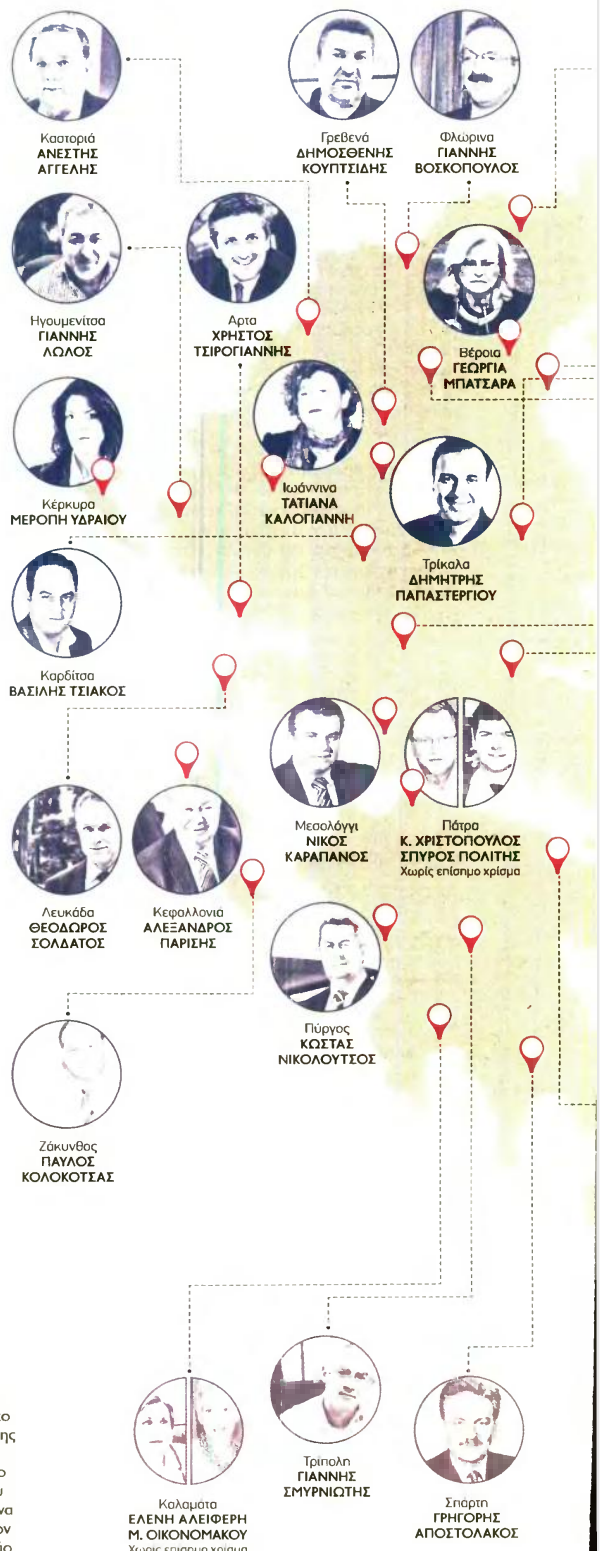 Καστοριά
ΑΝΕΣΤΗΣ
ΑΓΓΕΛΗΣ
Γρεβενά
ΔΗΜΟΣΘΕΝΗΣ
ΚΟΥΠΤΣΙΔΗΣ
Φλώρινα
ΓΙΑΝΝΗΣ
ΒΟΣΚΟΠΟΥΛΟΣ
Ηγουμενίτσα
ΓΙΑΝΝΗΣ
ΛΩΛΟΣ
Άρτα
ΧΡΗΣΤΟΣ
ΤΣΙΡΟΓΙΑΝΝΗΣ
Βέροια
ΓΕΩΡΓΙΑ
ΜΠΑΤΣΑΡΑ
Κέρκυρα
ΜΕΡΟΠΗ ΥΔΡΑΙΟΥ
Ιωάννινα
ΤΑΤΙΑΝΑ
ΚΑΛΟΓΙΑΝΝΗ
Τρίκαλα
ΔΗΜΗΤΡΗΣ
ΠΑΠΑΣΤΕΡΓΙΟΥ
Καρδίτσα
ΒΑΣΙΛΗΣ ΤΣΙΑΚΟΣ
Μεσολόγγι
ΝΙΚΟΣ
ΚΑΡΑΠΑΝΟΣ
Πάτρα
Κ. ΧΡΙΣΤΟΠΟΥΛΟΣ
ΣΠΥΡΟΣ ΠΟΛΙΤΗΣ
Χωρίς επίσημο χρίσμα
Λευκάδα
ΘΕΟΔΩΡΟΣ
ΣΟΛΔΑΤΟΣ
Κεφαλλονιά
ΑΛΕΞΑΝΔΡΟΣ
ΠΑΡΙΣΗΣ
Πύργος
ΚΩΣΤΑΣ
ΝΙΚΟΛΟΥΤΣΟΣ
Ζάκυνθος
ΠΑΥΛΟΣ
ΚΟΛΟΚΟΤΣΑΣ
Καλαμάτα
ΕΛΕΝΗ ΑΛΕΙΦΕΡΗ
Μ. ΟΙΚΟΝΟΜΑΚΟΥ
Χωρίς επίσημο χρίσμα
Τρίπολη
ΓΙΑΝΝΗΣ
ΣΜΥΡΝΙΩΤΗΣ
Σπάρτη
ΓΡΗΓΟΡΗΣ
ΑΠΟΣΤΟΛΑΚΟΣ